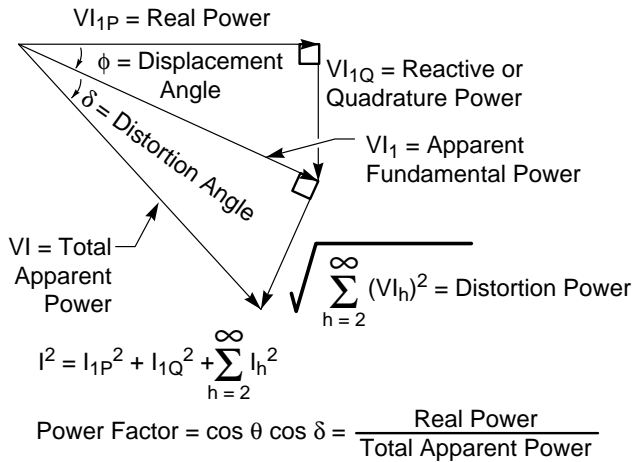 VI₁P = Real Power
ϕ = Displacement
Angle
VI₁Q = Reactive or
Quadrature Power
δ = Distortion Angle
VI₁ = Apparent
Fundamental Power
VI = Total
Apparent
Power
√ ∞ ∑ h = 2 (VIh)² = Distortion Power
I² = I₁P² + I₁Q² + ∞ ∑ h = 2 Ih²
Power Factor = cos θ cos δ = Real Power / Total Apparent Power